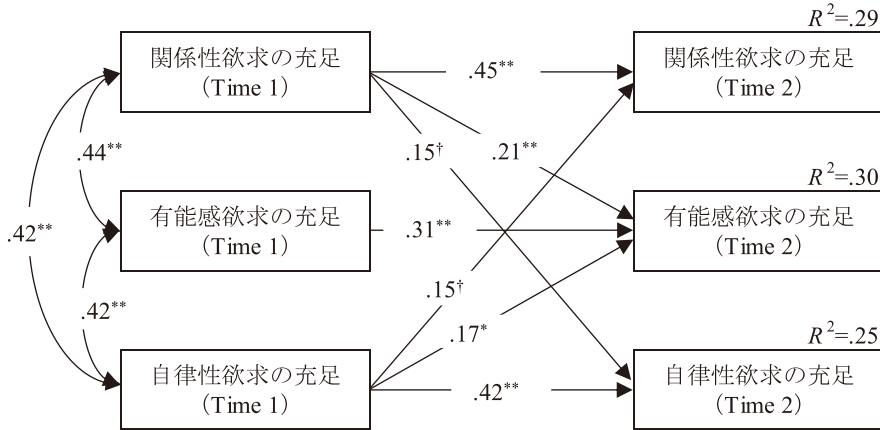 R²=.29
関係性欲求の充足
（Time 1）
関係性欲求の充足
（Time 2）
.45**
.44**
.15†
.21**
R²=.30
有能感欲求の充足
（Time 1）
有能感欲求の充足
（Time 2）
.42**
.31**
.42**
.15†
.17*
R²=.25
自律性欲求の充足
（Time 1）
自律性欲求の充足
（Time 2）
.42**